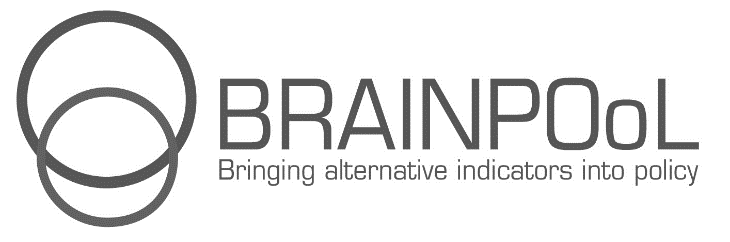 BRAINPOoL
Bringing alternative indicators into policy